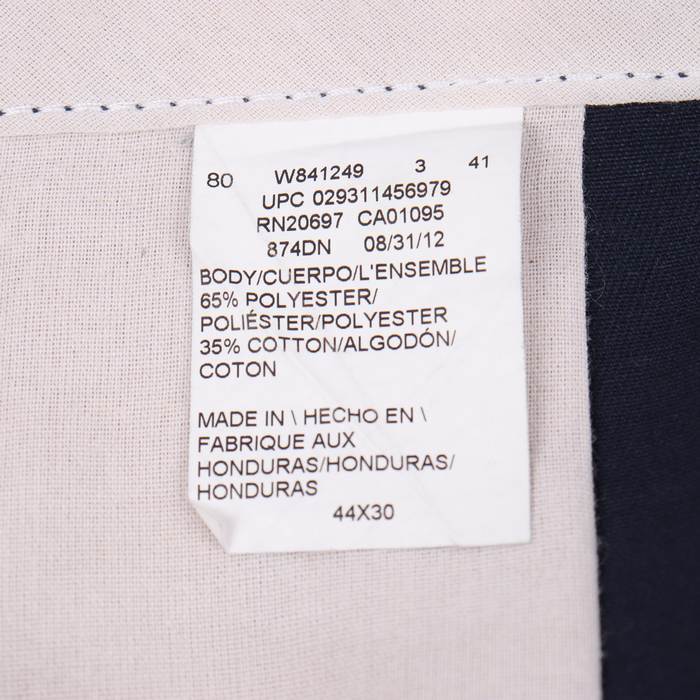 80 W841249 3 41
UPC 029311456979
RN20697 CA01095
874DN 08/31/12
BODY/CUERPO/L'ENSEMBLE
65% POLYESTER/
POLIÉSTER/POLYESTER
35% COTTON/ALGODÓN/
COTON
MADE IN \ HECHO EN \
FABRIQUE AUX
HONDURAS/HONDURAS/
HONDURAS
44X30